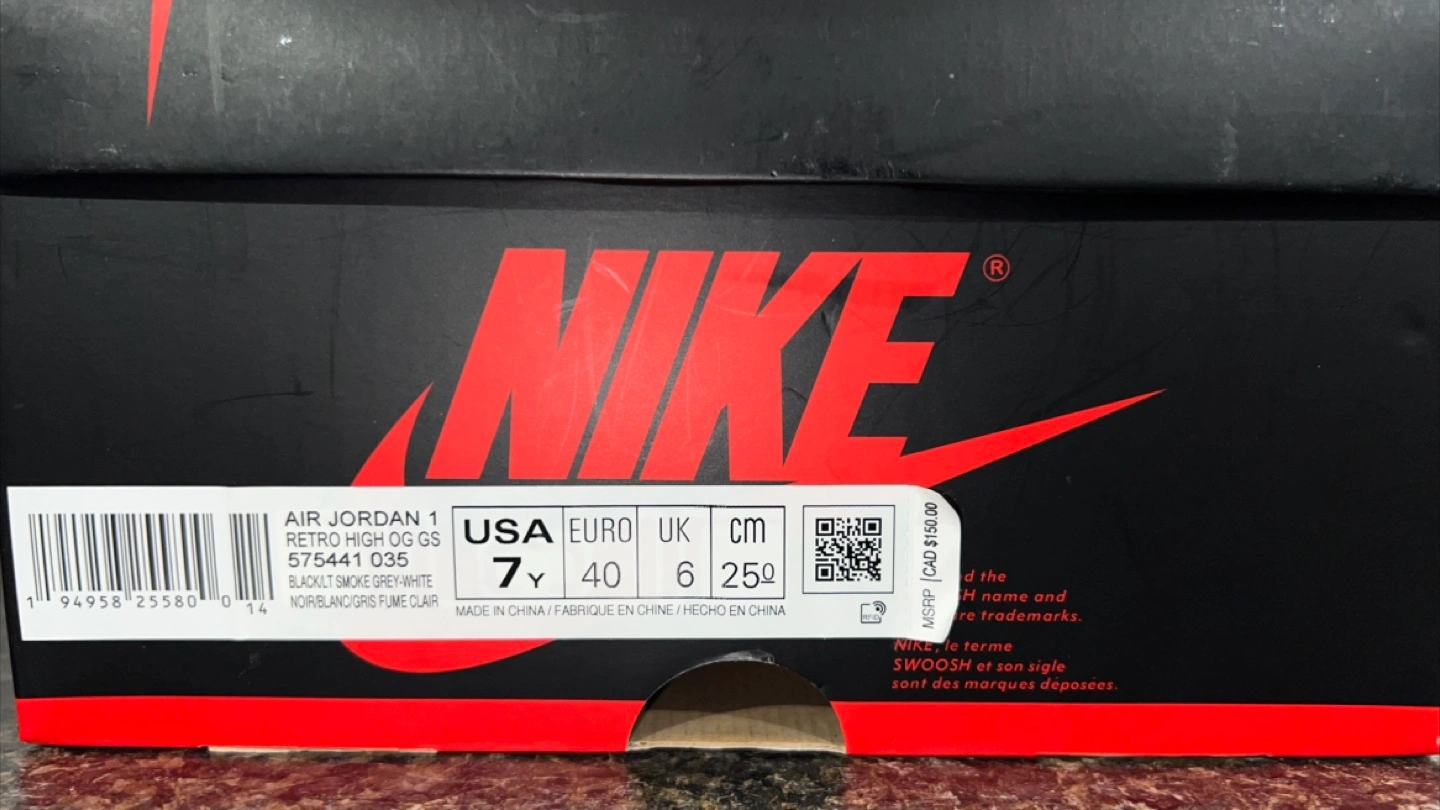 NIKE®
AIR JORDAN 1
RETRO HIGH OG GS
575441 035
BLACK/LT SMOKE GREY-WHITE
NOIR/BLANC/GRIS FUME CLAIR
1 94958 25580 0 14
USA EURO UK cm
7Y 40 6 25⁰
MADE IN CHINA / FABRIQUE EN CHINE / HECHO EN CHINA
RFID
MSRP CAD $150.00
the
name and
trademarks.
NIKE, le terme
SWOOSH et son sigle
sont des marques déposées.